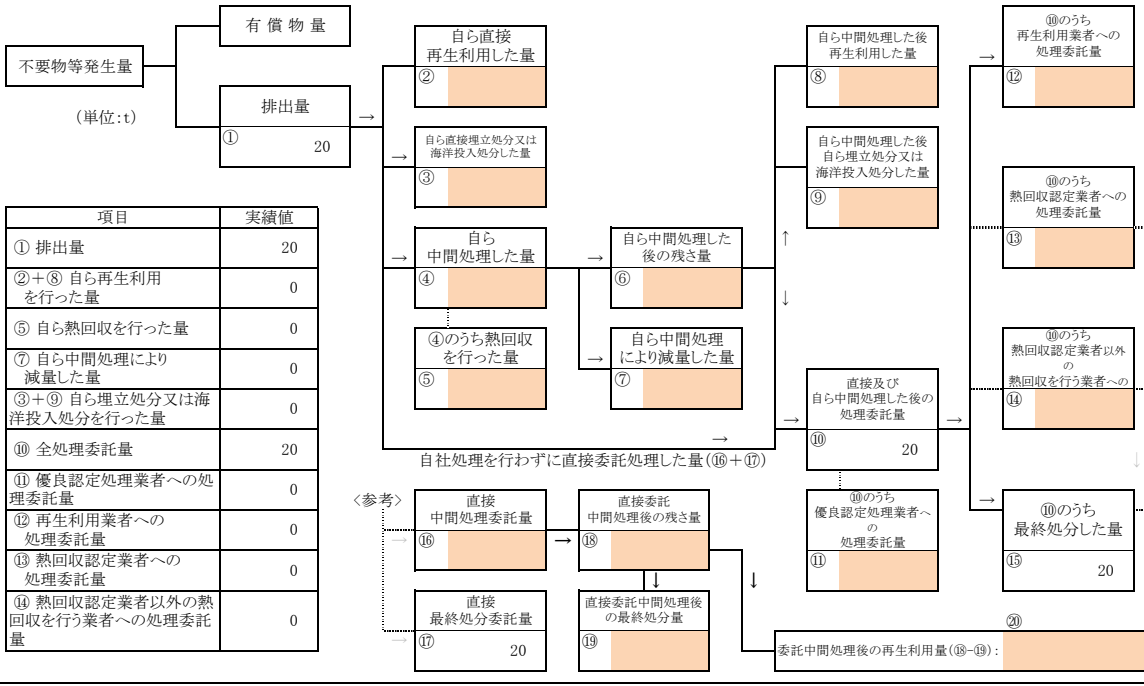 有 償 物 量
不要物等発生量
(単位:t)
排出量
①
20
→
自ら直接
再生利用した量
②
→
自ら直接埋立処分又は
海洋投入処分した量
③
→
自ら
中間処理した量
④
④のうち熱回収
を行った量
⑤
→
自ら中間処理した
後の残さ量
⑥
→
自ら中間処理
により減量した量
⑦
自ら中間処理した後
再生利用した量
⑧
自ら中間処理した後
自ら埋立処分又は
海洋投入処分した量
⑨
↑
↓
→
直接及び
自ら中間処理した後の
処理委託量
⑩
20
→
⑩のうち
優良認定処理業者へ
の
処理委託量
⑪
→
⑩のうち
再生利用業者への
処理委託量
⑫
⑩のうち
熱回収認定業者への
処理委託量
⑬
⑩のうち
熱回収認定業者以外
の
熱回収を行う業者への
⑭
↓
→
⑩のうち
最終処分した量
⑮
20
→
自社処理を行わずに直接委託処理した量(⑯+⑰)
<参考>
→
直接
中間処理委託量
⑯
→
直接委託
中間処理後の残さ量
⑱
↓
↓
→
直接
最終処分委託量
⑰
20
直接委託中間処理後
の最終処分量
⑲
⑳
委託中間処理後の再生利用量(⑱-⑲):
項目 実績値
① 排出量 20
②+⑧ 自ら再生利用
を行った量 0
⑤ 自ら熱回収を行った量 0
⑦ 自ら中間処理により
減量した量 0
③+⑨ 自ら埋立処分又は海
洋投入処分を行った量 0
⑩ 全処理委託量 20
⑪ 優良認定処理業者への処
理委託量 0
⑫ 再生利用業者への
処理委託量 0
⑬ 熱回収認定業者への
処理委託量 0
⑭ 熱回収認定業者以外の熱
回収を行う業者への処理委託
量 0